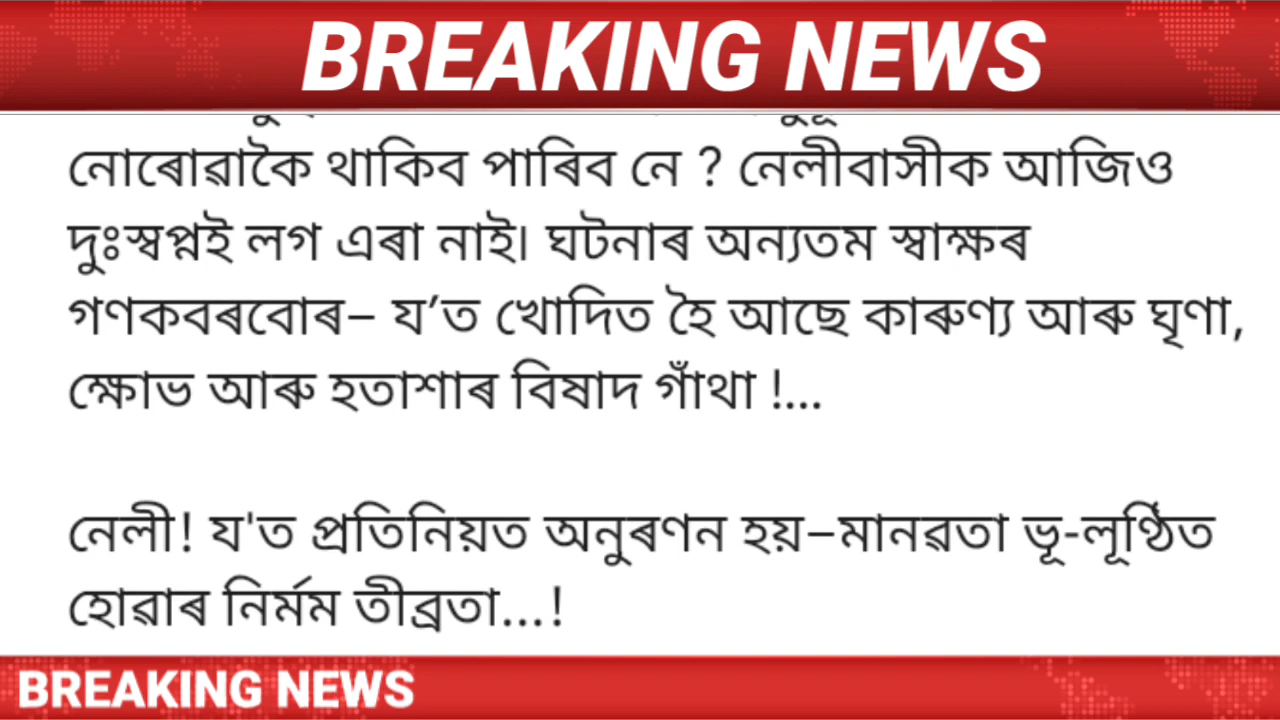 BREAKING NEWS
নোৰোৱাকৈ থাকিব পাৰিব নে ? নেলীবাসীক আজিও
দুঃস্বপ্নই লগ এৰা নাই। ঘটনাৰ অন্যতম স্বাক্ষৰ
গণকবৰবোৰ– য’ত খোদিত হৈ আছে কাৰুণ্য আৰু ঘৃণা,
ক্ষোভ আৰু হতাশাৰ বিষাদ গাঁথা !...
নেলী! য'ত প্ৰতিনিয়ত অনুৰণন হয়–মানৱতা ভূ-লূণ্ঠিত
হোৱাৰ নিৰ্মম তীব্ৰতা...!
BREAKING NEWS